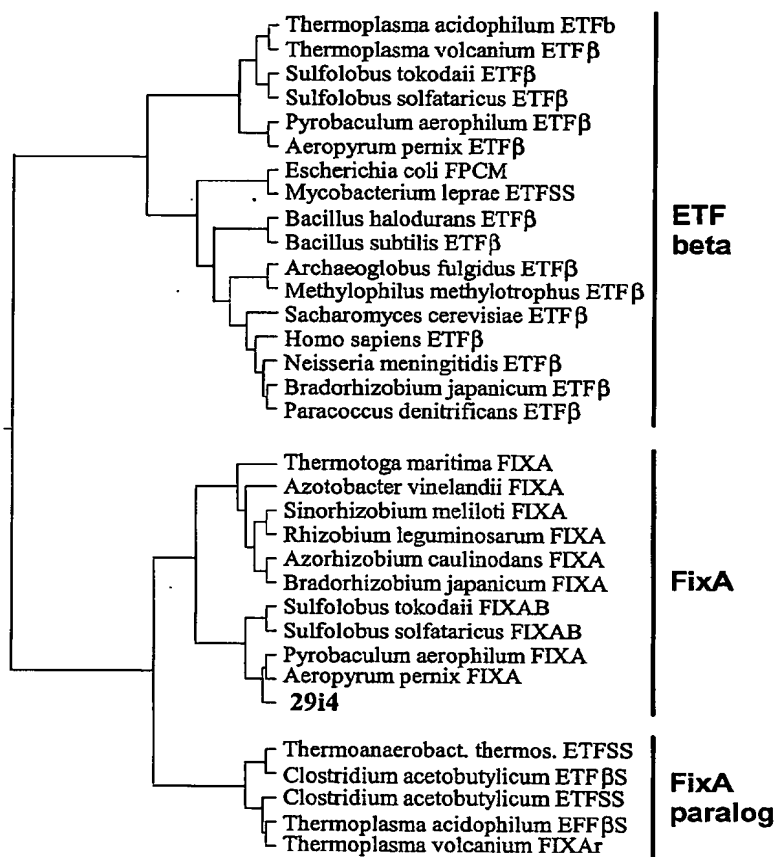 Thermoplasma acidophilum ETFb
Thermoplasma volcanium ETFβ
Sulfolobus tokodaii ETFβ
Sulfolobus solfataricus ETFβ
Pyrobaculum aerophilum ETFβ
Aeropyrum pernix ETFβ
Escherichia coli FPCM
Mycobacterium leprae ETFSS
Bacillus halodurans ETFβ
Bacillus subtilis ETFβ
Archaeoglobus fulgidus ETFβ
Methylophilus methylotrophus ETFβ
Sacharomyces cerevisiae ETFβ
Homo sapiens ETFβ
Neisseria meningitidis ETFβ
Bradorhizobium japanicum ETFβ
Paracoccus denitrificans ETFβ
ETF
beta
Thermotoga maritima FIXA
Azotobacter vinelandii FIXA
Sinorhizobium meliloti FIXA
Rhizobium leguminosarum FIXA
Azorhizobium caulinodans FIXA
Bradorhizobium japanicum FIXA
Sulfolobus tokodaii FIXAB
Sulfolobus solfataricus FIXAB
Pyrobaculum aerophilum FIXA
Aeropyrum pernix FIXA
29i4
FixA
Thermoanaerobact. thermos. ETFSS
Clostridium acetobutylicum ETFβS
Clostridium acetobutylicum ETFSS
Thermoplasma acidophilum EFFβS
Thermoplasma volcanium FIXAr
FixA
paralog